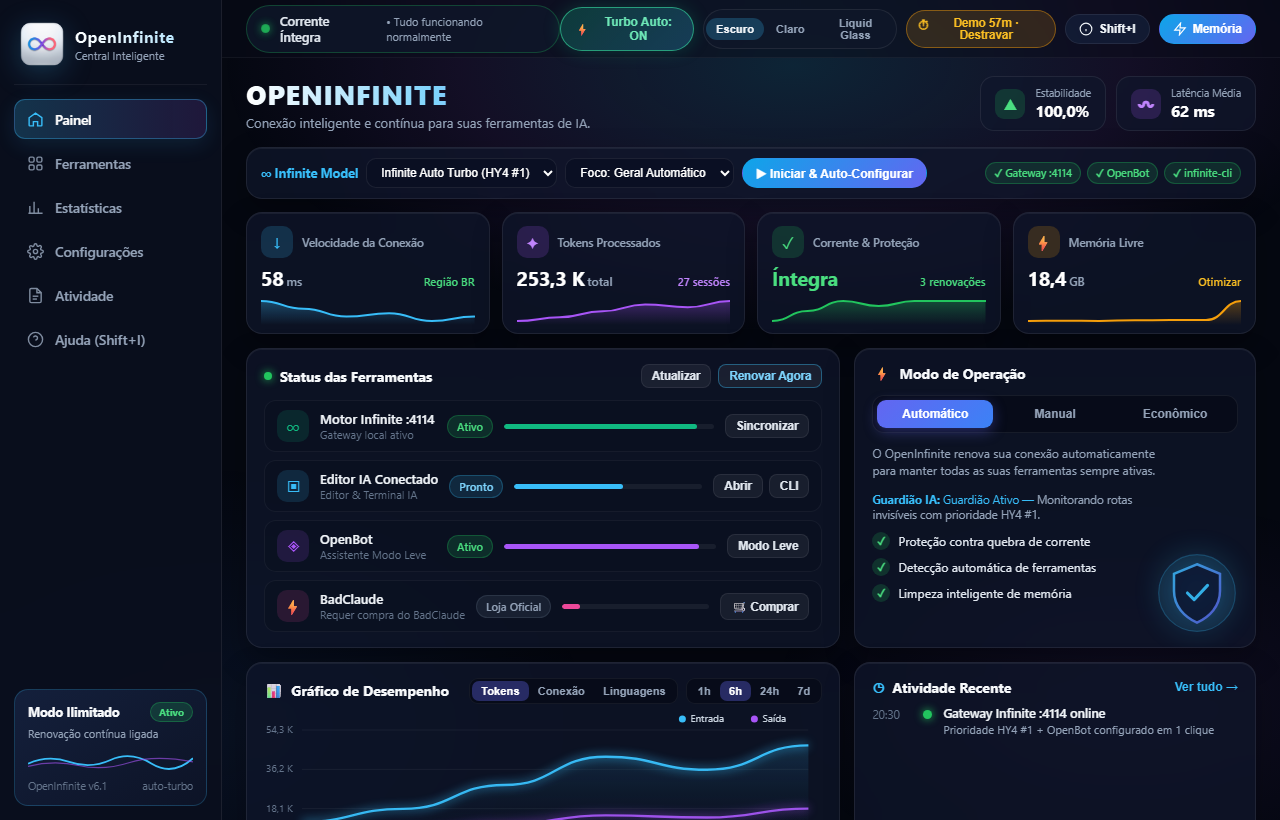 OpenInfinite
Central Inteligente
Painel
Ferramentas
Estatísticas
Configurações
Atividade
Ajuda (Shift+I)
Modo Ilimitado
Ativo
Renovação contínua ligada
OpenInfinite v6.1
auto-turbo
Corrente
Íntegra
• Tudo funcionando
normalmente
Turbo Auto:
ON
Escuro
Claro
Liquid
Glass
Demo 57m ·
Destravar
Shift+I
Memória
OPENINFINITE
Conexão inteligente e contínua para suas ferramentas de IA.
Estabilidade
100,0%
Latência Média
62 ms
∞ Infinite Model
Infinite Auto Turbo (HY4 #1)
Foco: Geral Automático
▶ Iniciar & Auto-Configurar
✓ Gateway :4114
✓ OpenBot
✓ infinite-cli
↓ Velocidade da Conexão
58 ms
Região BR
✦ Tokens Processados
253,3 K total
27 sessões
✓ Corrente & Proteção
Íntegra
3 renovações
Memória Livre
18,4 GB
Otimizar
Status das Ferramentas
Atualizar
Renovar Agora
∞ Motor Infinite :4114
Gateway local ativo
Ativo
Sincronizar
Editor IA Conectado
Editor & Terminal IA
Pronto
Abrir
CLI
OpenBot
Assistente Modo Leve
Ativo
Modo Leve
BadClaude
Requer compra do BadClaude
Loja Oficial
🛒 Comprar
Modo de Operação
Automático
Manual
Econômico
O OpenInfinite renova sua conexão automaticamente
para manter todas as suas ferramentas sempre ativas.
Guardião IA: Guardião Ativo — Monitorando rotas
invisíveis com prioridade HY4 #1.
✓ Proteção contra quebra de corrente
✓ Detecção automática de ferramentas
✓ Limpeza inteligente de memória
Gráfico de Desempenho
Tokens
Conexão
Linguagens
1h
6h
24h
7d
Entrada
Saída
54,3 K
36,2 K
18,1 K
Atividade Recente
Ver tudo →
20:30
Gateway Infinite :4114 online
Prioridade HY4 #1 + OpenBot configurado em 1 clique